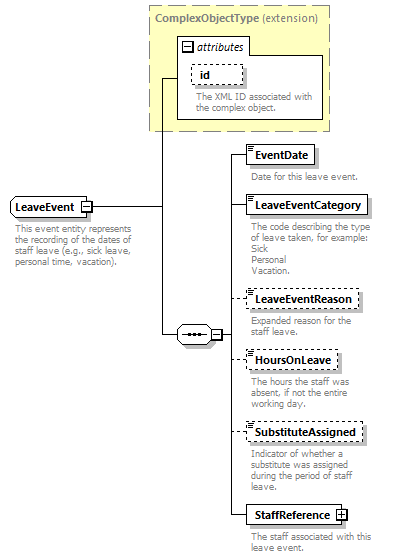 ComplexObjectType (extension)
attributes
id
The XML ID associated with
the complex object.
LeaveEvent
This event entity represents
the recording of the dates of
staff leave (e.g., sick leave,
personal time, vacation).
EventDate
Date for this leave event.
LeaveEventCategory
The code describing the type
of leave taken, for example:
Sick
Personal
Vacation.
LeaveEventReason
Expanded reason for the
staff leave.
HoursOnLeave
The hours the staff was
absent, if not the entire
working day.
SubstituteAssigned
Indicator of whether a
substitute was assigned
during the period of staff
leave.
StaffReference
The staff associated with this
leave event.